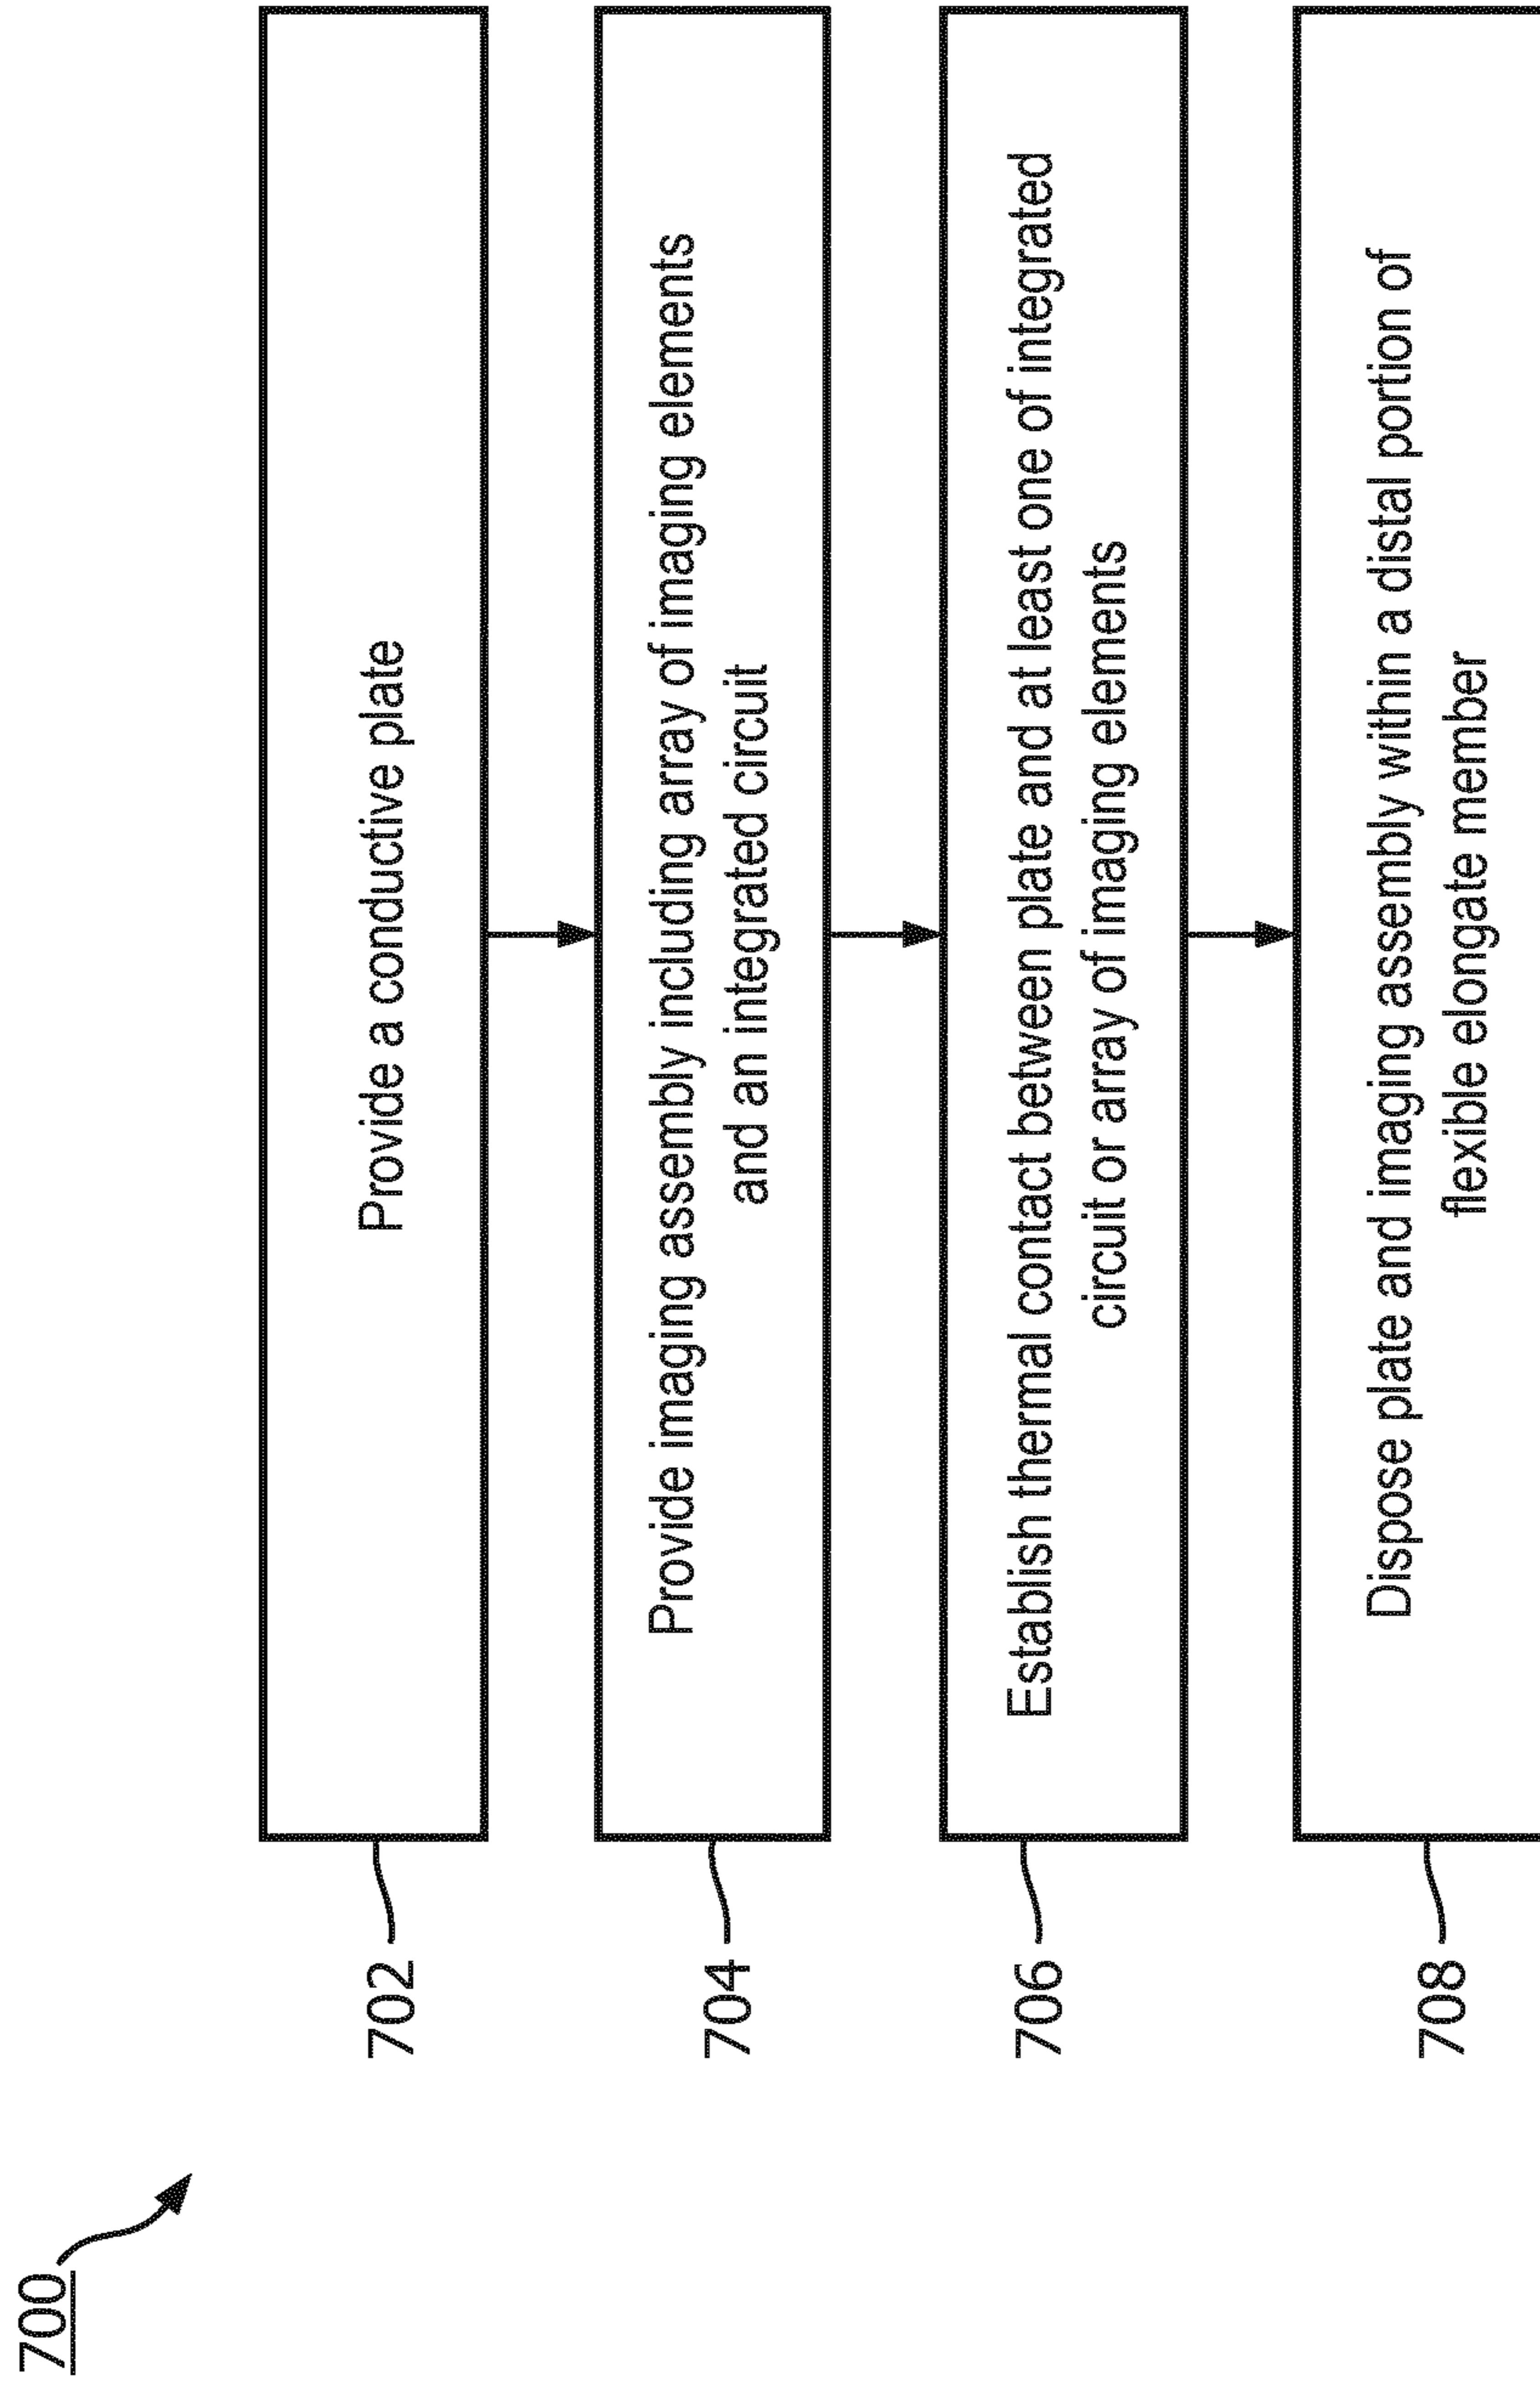 700
702
Provide a conductive plate
704
Provide imaging assembly including array of imaging elements
and an integrated circuit
706
Establish thermal contact between plate and at least one of integrated
circuit or array of imaging elements
708
Dispose plate and imaging assembly within a distal portion of
flexible elongate member